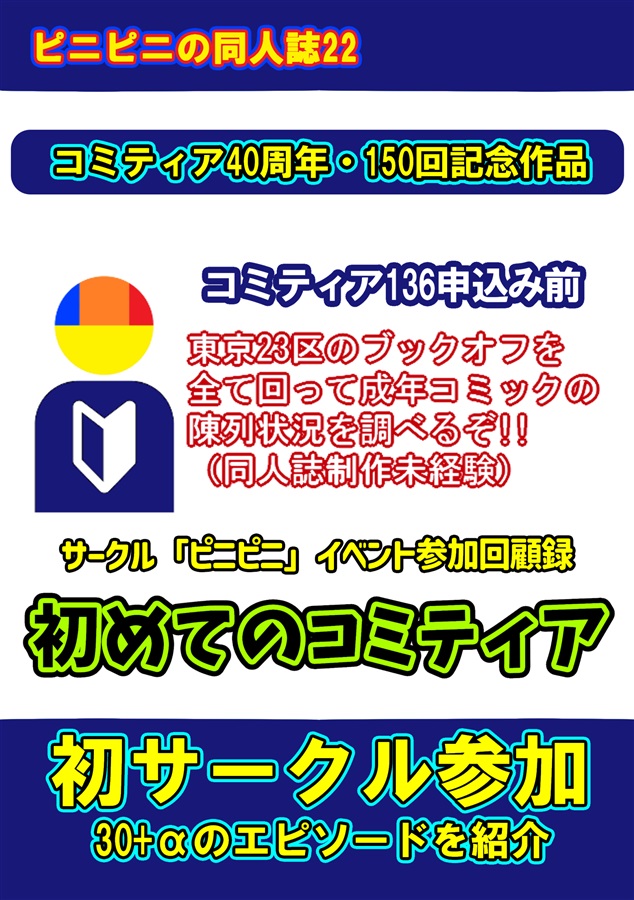 ピニピニの同人誌22
コミティア40周年・150回記念作品
コミティア136申込み前
東京23区のブックオフを
全て回って成年コミックの
陳列状況を調べるぞ!!
(同人誌制作未経験)
サークル「ピニピニ」イベント参加回顧録
初めてのコミティア
初サークル参加
30+αのエピソードを紹介